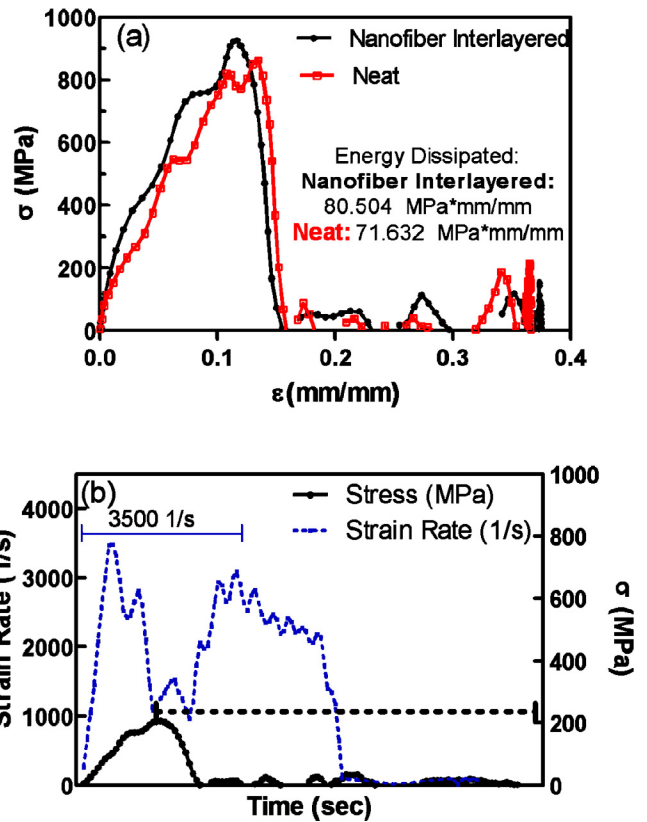 (a)
Nanofiber Interlayered
Neat
Energy Dissipated:
Nanofiber Interlayered:
80.504 MPa*mm/mm
Neat: 71.632 MPa*mm/mm
σ (MPa)
1000
800
600
400
200
0
0.0 0.1 0.2 0.3 0.4
ε(mm/mm)
(b)
3500 1/s
Stress (MPa)
Strain Rate (1/s)
Strain Rate (1/s)
4000
3000
2000
1000
0
1000
800
600
400
200
0
σ (MPa)
Time (sec)